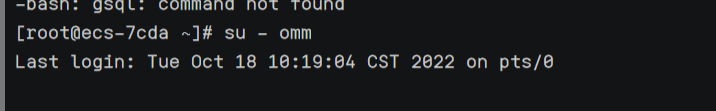 -bash: gsql: command not found
[root@ecs-7cda ~]# su - omm
Last login: Tue Oct 18 10:19:04 CST 2022 on pts/0